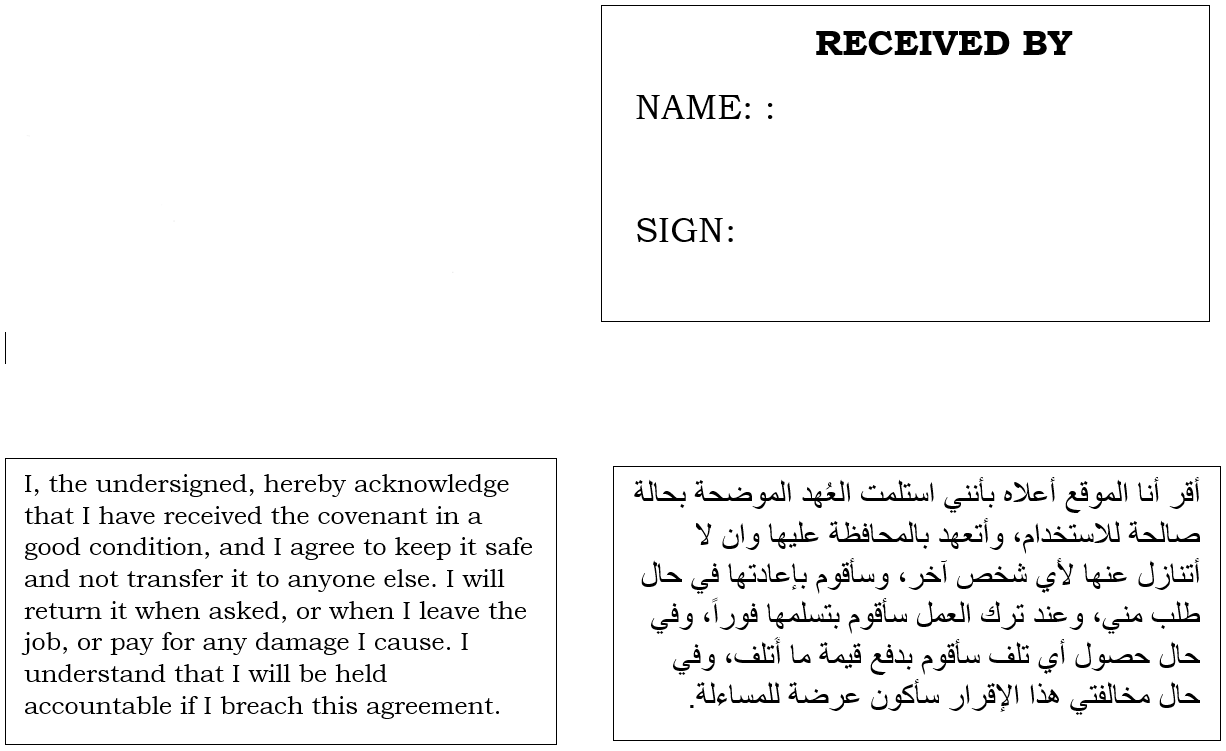 RECEIVED BY
NAME: :
SIGN:
I, the undersigned, hereby acknowledge
that I have received the covenant in a
good condition, and I agree to keep it safe
and not transfer it to anyone else. I will
return it when asked, or when I leave the
job, or pay for any damage I cause. I
understand that I will be held
accountable if I breach this agreement.
أقر أنا الموقع أعلاه بأنني استلمت العُهد الموضحة بحالة
صالحة للاستخدام، وأتعهد بالمحافظة عليها وان لا
أتنازل عنها لأي شخص آخر، وسأقوم بإعادتها في حال
طلب مني، وعند ترك العمل سأقوم بتسلمها فوراً، وفي
حال حصول أي تلف سأقوم بدفع قيمة ما أَتلف، وفي
حال مخالفتي هذا الإقرار سأكون عرضة للمساءلة.